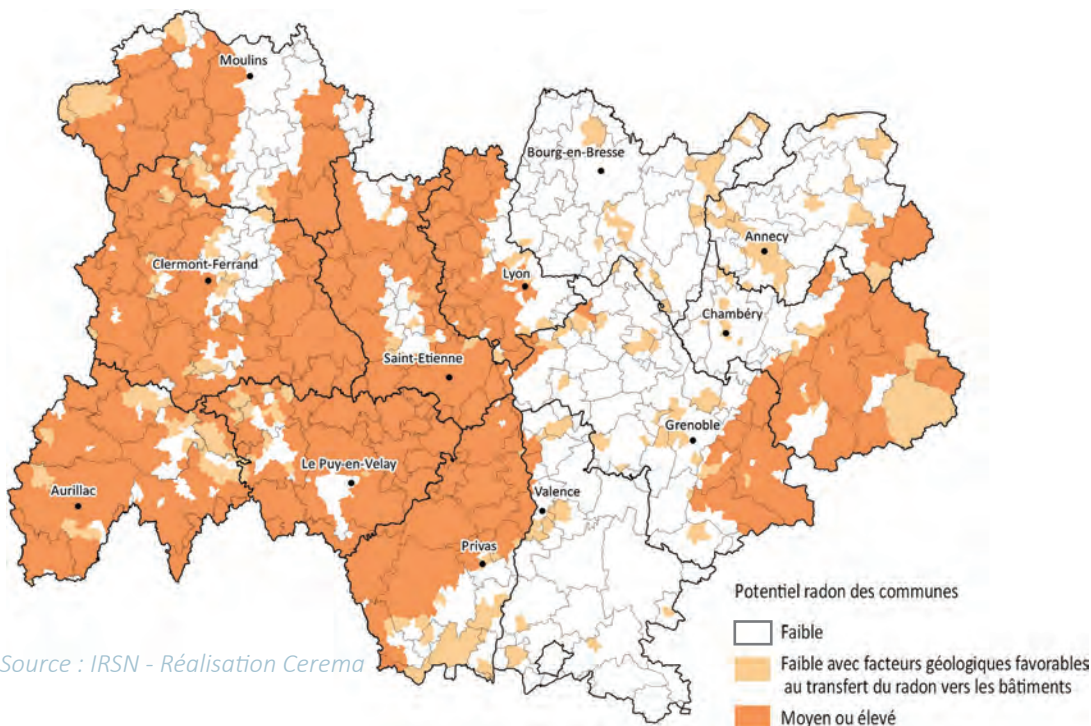 Moulins
Bourg-en-Bresse
Annecy
Clermont-Ferrand
Lyon
Chambéry
Saint-Etienne
Grenoble
Le Puy-en-Velay
Aurillac
Valence
Privas
Potentiel radon des communes
Faible
Source : IRSN - Réalisation Cerema
Faible avec facteurs géologiques favorables
au transfert du radon vers les bâtiments
Moyen ou élevé